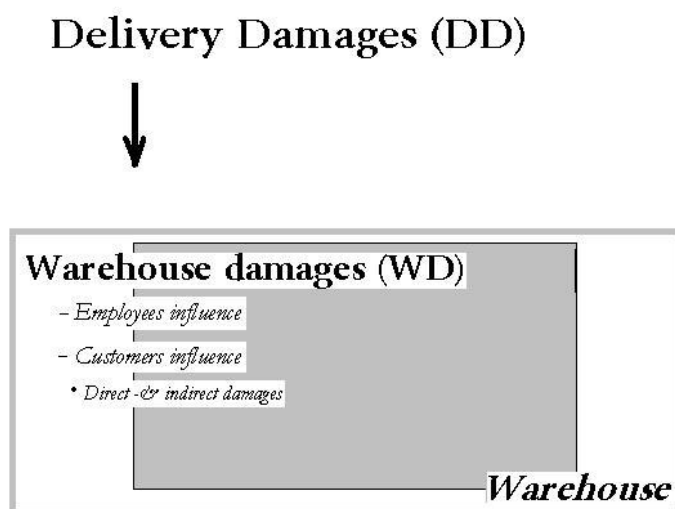 Delivery Damages (DD)
Warehouse damages (WD)
– Employees influence
– Customers influence
• Direct -& indirect damages
Warehouse